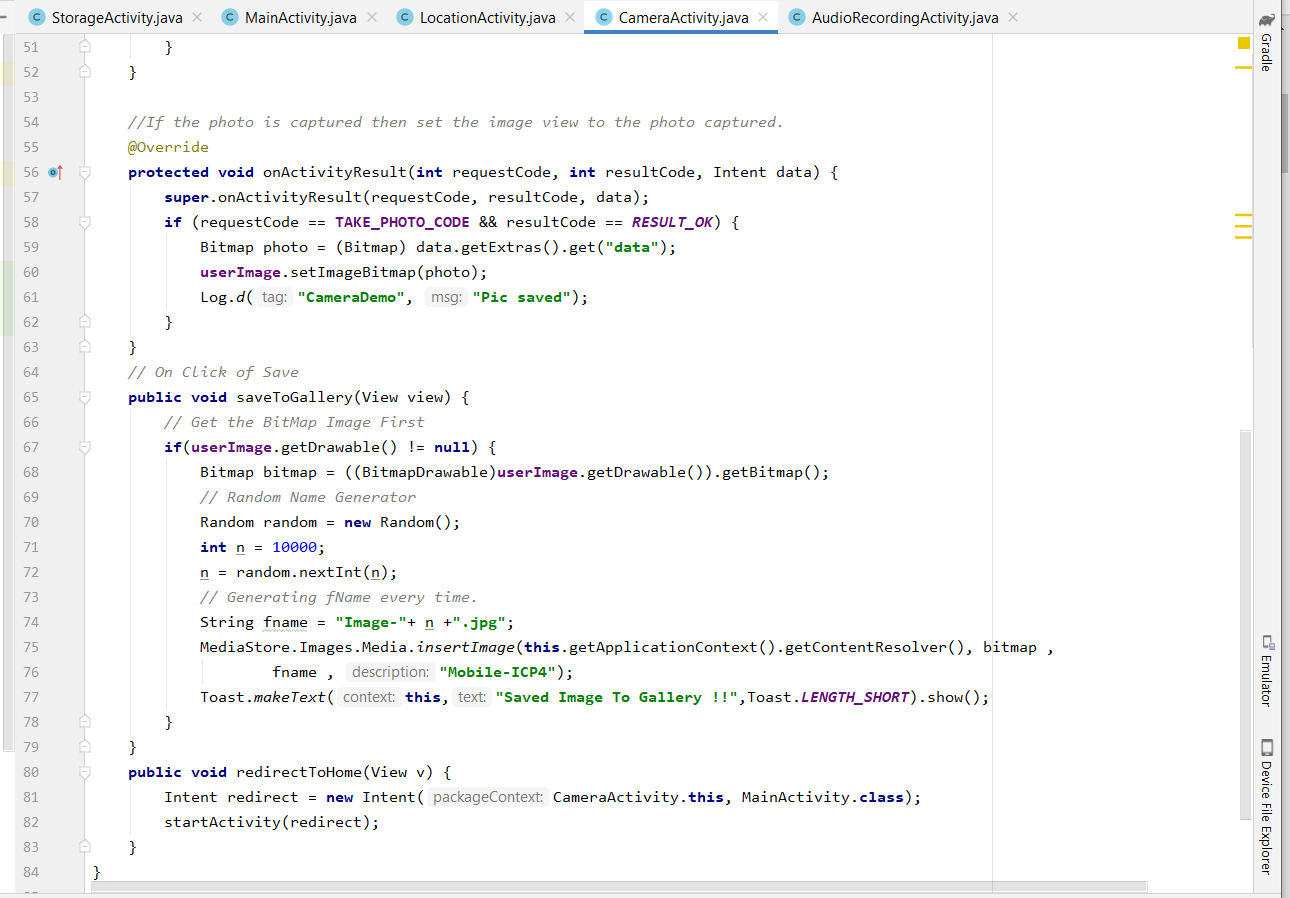 StorageActivity.java MainActivity.java LocationActivity.java CameraActivity.java AudioRecordingActivity.java
Gradle
51 }
52 }
53
54 //If the photo is captured then set the image view to the photo captured.
55 @Override
56 protected void onActivityResult(int requestCode, int resultCode, Intent data) {
57 super.onActivityResult(requestCode, resultCode, data);
58 if (requestCode == TAKE_PHOTO_CODE && resultCode == RESULT_OK) {
59 Bitmap photo = (Bitmap) data.getExtras().get("data");
60 userImage.setImageBitmap(photo);
61 Log.d( tag: "CameraDemo", msg: "Pic saved");
62 }
63 }
64 // On Click of Save
65 public void saveToGallery(View view) {
66 // Get the BitMap Image First
67 if(userImage.getDrawable() != null) {
68 Bitmap bitmap = ((BitmapDrawable)userImage.getDrawable()).getBitmap();
69 // Random Name Generator
70 Random random = new Random();
71 int n = 10000;
72 n = random.nextInt(n);
73 // Generating fName every time.
74 String fname = "Image-"+ n +".jpg";
75 MediaStore.Images.Media.insertImage(this.getApplicationContext().getContentResolver(), bitmap ,
76 fname , description: "Mobile-ICP4");
77 Toast.makeText( context: this, text: "Saved Image To Gallery !!",Toast.LENGTH_SHORT).show();
78 }
79 }
80 public void redirectToHome(View v) {
81 Intent redirect = new Intent( packageContext: CameraActivity.this, MainActivity.class);
82 startActivity(redirect);
83 }
84 }
Emulator
Device File Explorer